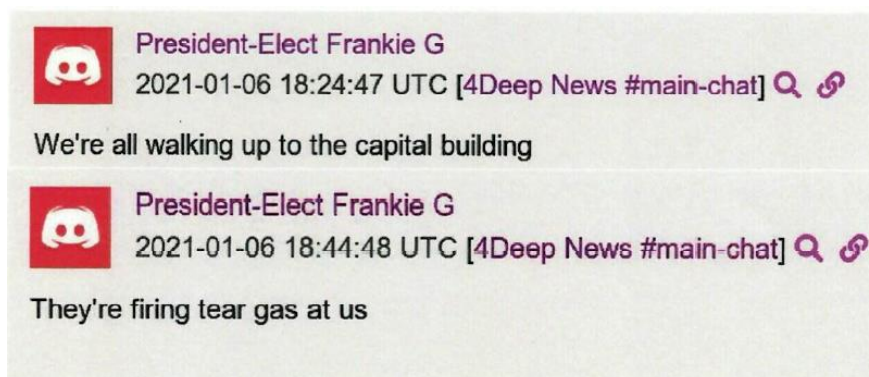 President-Elect Frankie G
2021-01-06 18:24:47 UTC [4Deep News #main-chat]
We're all walking up to the capital building
President-Elect Frankie G
2021-01-06 18:44:48 UTC [4Deep News #main-chat]
They're firing tear gas at us